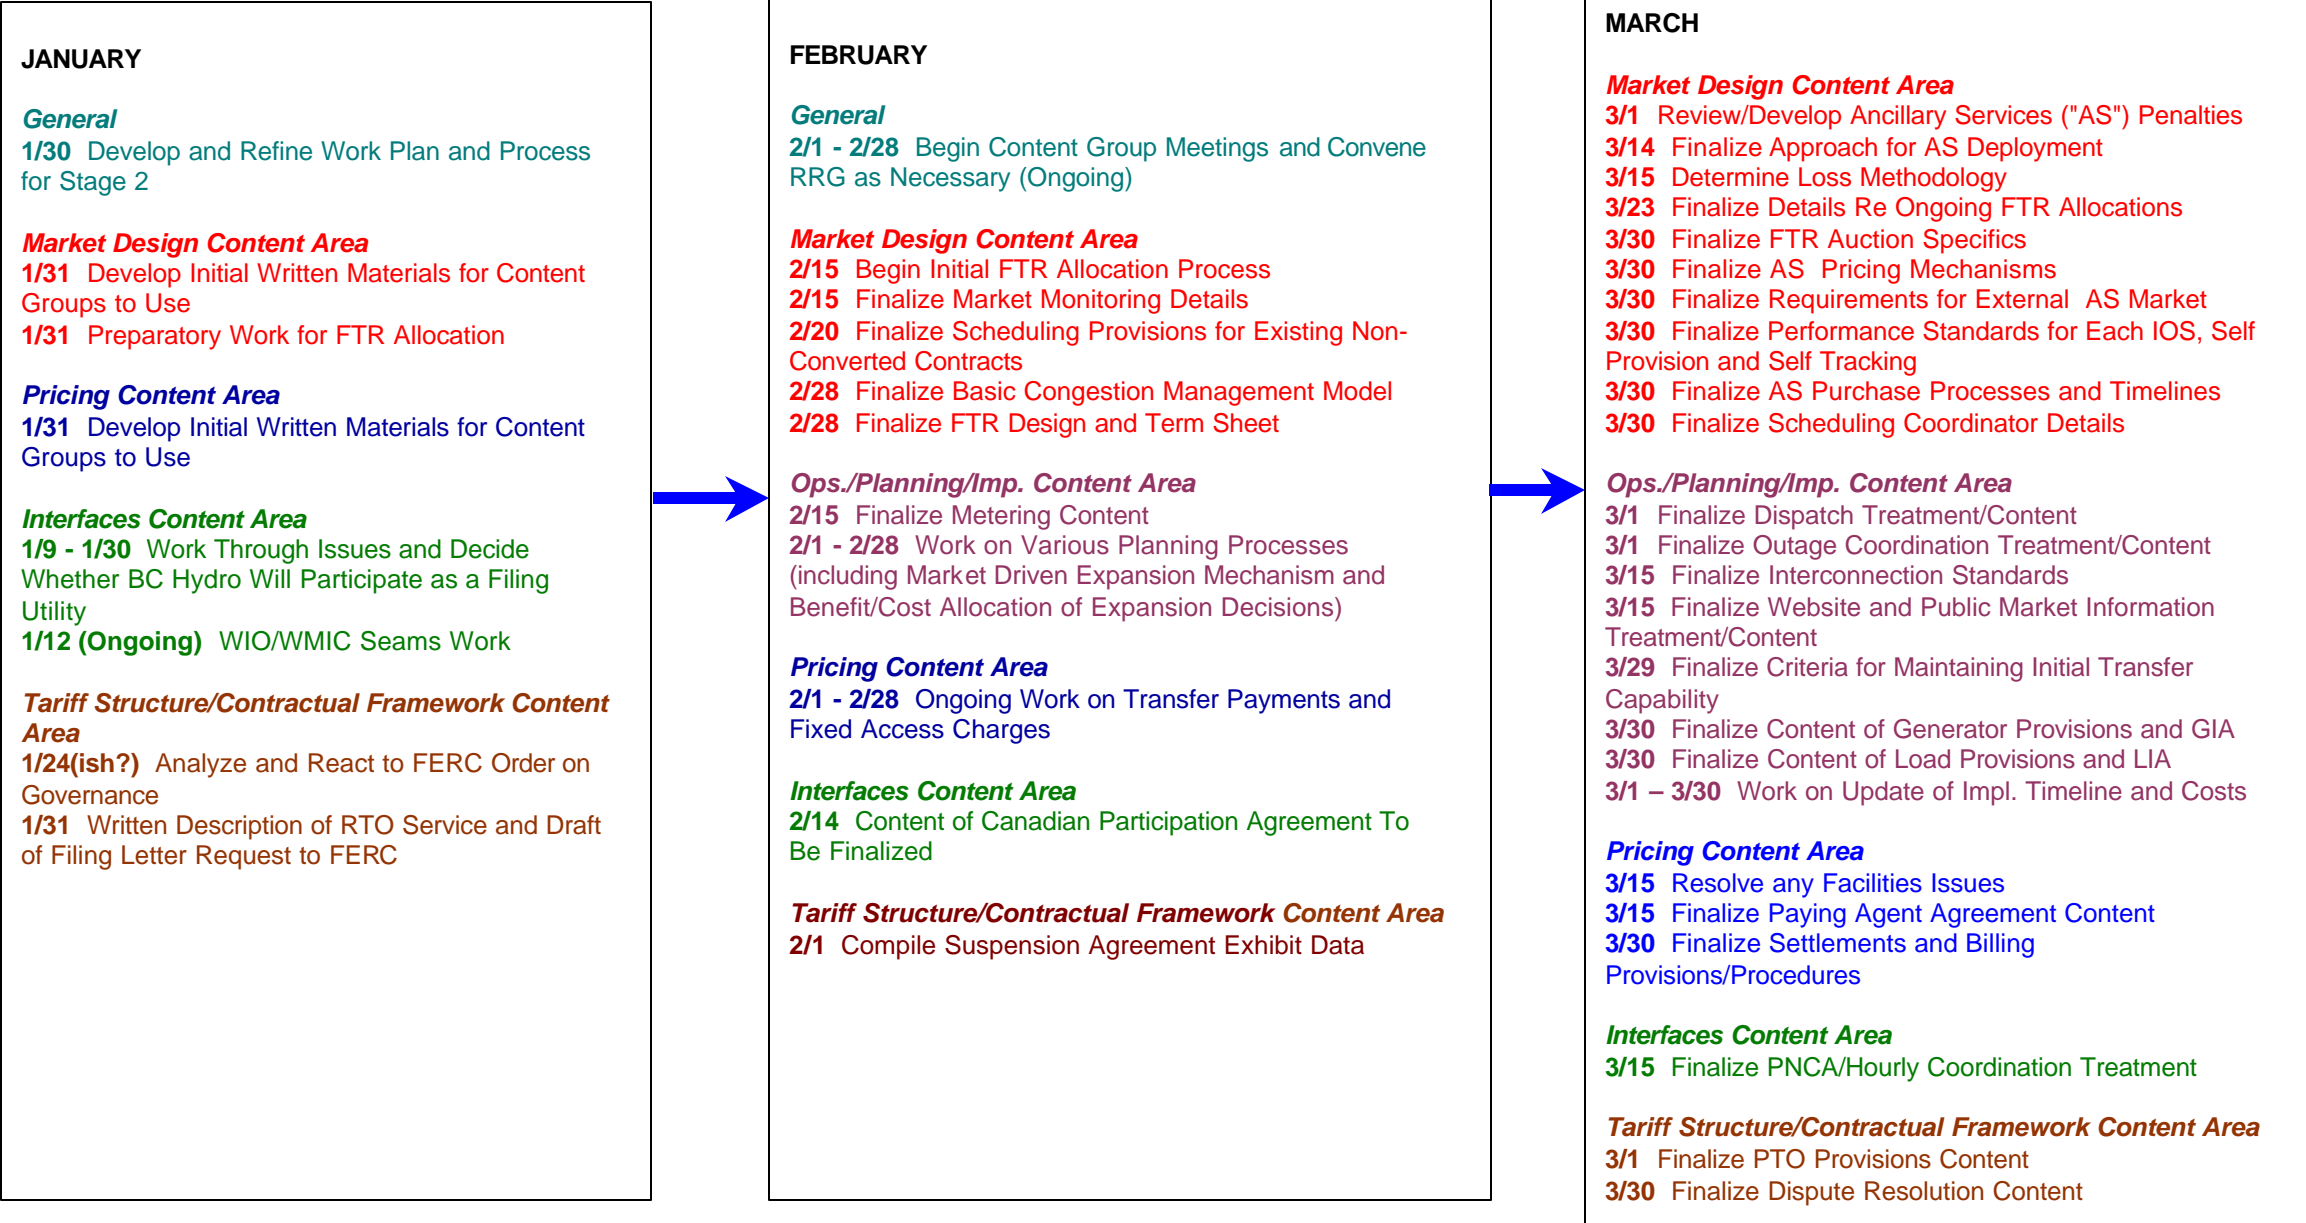 JANUARY
General
1/30 Develop and Refine Work Plan and Process
for Stage 2
Market Design Content Area
1/31 Develop Initial Written Materials for Content
Groups to Use
1/31 Preparatory Work for FTR Allocation
Pricing Content Area
1/31 Develop Initial Written Materials for Content
Groups to Use
Interfaces Content Area
1/9 - 1/30 Work Through Issues and Decide
Whether BC Hydro Will Participate as a Filing
Utility
1/12 (Ongoing) WIO/WMIC Seams Work
Tariff Structure/Contractual Framework Content
Area
1/24(ish?) Analyze and React to FERC Order on
Governance
1/31 Written Description of RTO Service and Draft
of Filing Letter Request to FERC
FEBRUARY
General
2/1 - 2/28 Begin Content Group Meetings and Convene
RRG as Necessary (Ongoing)
Market Design Content Area
2/15 Begin Initial FTR Allocation Process
2/15 Finalize Market Monitoring Details
2/20 Finalize Scheduling Provisions for Existing Non-
Converted Contracts
2/28 Finalize Basic Congestion Management Model
2/28 Finalize FTR Design and Term Sheet
Ops./Planning/Imp. Content Area
2/15 Finalize Metering Content
2/1 - 2/28 Work on Various Planning Processes
(including Market Driven Expansion Mechanism and
Benefit/Cost Allocation of Expansion Decisions)
Pricing Content Area
2/1 - 2/28 Ongoing Work on Transfer Payments and
Fixed Access Charges
Interfaces Content Area
2/14 Content of Canadian Participation Agreement To
Be Finalized
Tariff Structure/Contractual Framework Content Area
2/1 Compile Suspension Agreement Exhibit Data
MARCH
Market Design Content Area
3/1 Review/Develop Ancillary Services ("AS") Penalties
3/14 Finalize Approach for AS Deployment
3/15 Determine Loss Methodology
3/23 Finalize Details Re Ongoing FTR Allocations
3/30 Finalize FTR Auction Specifics
3/30 Finalize AS Pricing Mechanisms
3/30 Finalize Requirements for External AS Market
3/30 Finalize Performance Standards for Each IOS, Self
Provision and Self Tracking
3/30 Finalize AS Purchase Processes and Timelines
3/30 Finalize Scheduling Coordinator Details
Ops./Planning/Imp. Content Area
3/1 Finalize Dispatch Treatment/Content
3/1 Finalize Outage Coordination Treatment/Content
3/15 Finalize Interconnection Standards
3/15 Finalize Website and Public Market Information
Treatment/Content
3/29 Finalize Criteria for Maintaining Initial Transfer
Capability
3/30 Finalize Content of Generator Provisions and GIA
3/30 Finalize Content of Load Provisions and LIA
3/1 – 3/30 Work on Update of Impl. Timeline and Costs
Pricing Content Area
3/15 Resolve any Facilities Issues
3/15 Finalize Paying Agent Agreement Content
3/30 Finalize Settlements and Billing
Provisions/Procedures
Interfaces Content Area
3/15 Finalize PNCA/Hourly Coordination Treatment
Tariff Structure/Contractual Framework Content Area
3/1 Finalize PTO Provisions Content
3/30 Finalize Dispute Resolution Content